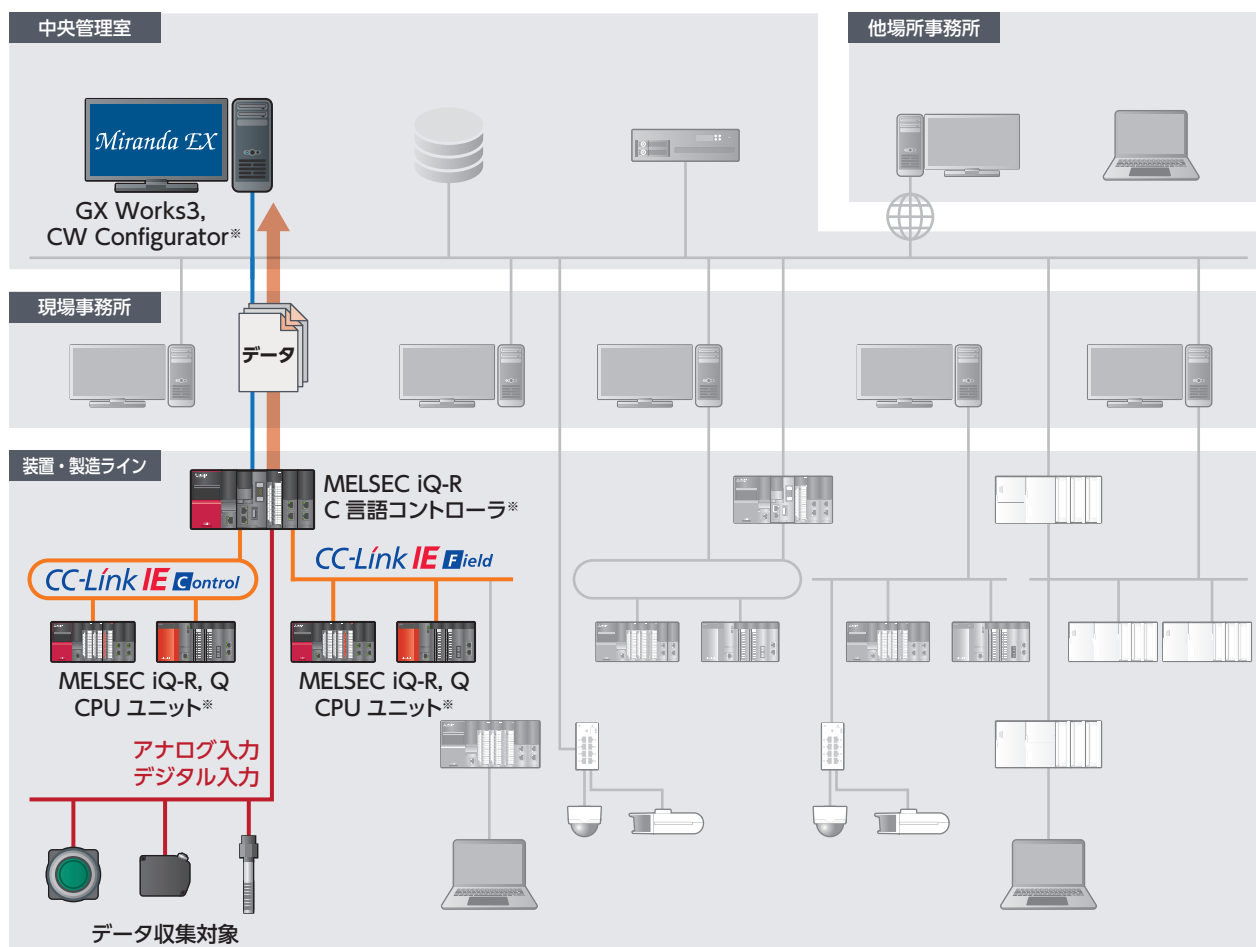 中央管理室
他場所事務所
Miranda EX
GX Works3,
CW Configurator※
現場事務所
データ
装置・製造ライン
MELSEC iQ-R
C 言語コントローラ※
CC-Link IE Control
CC-Link IE Field
MELSEC iQ-R, Q
CPU ユニット※
MELSEC iQ-R, Q
CPU ユニット※
アナログ入力
デジタル入力
データ収集対象